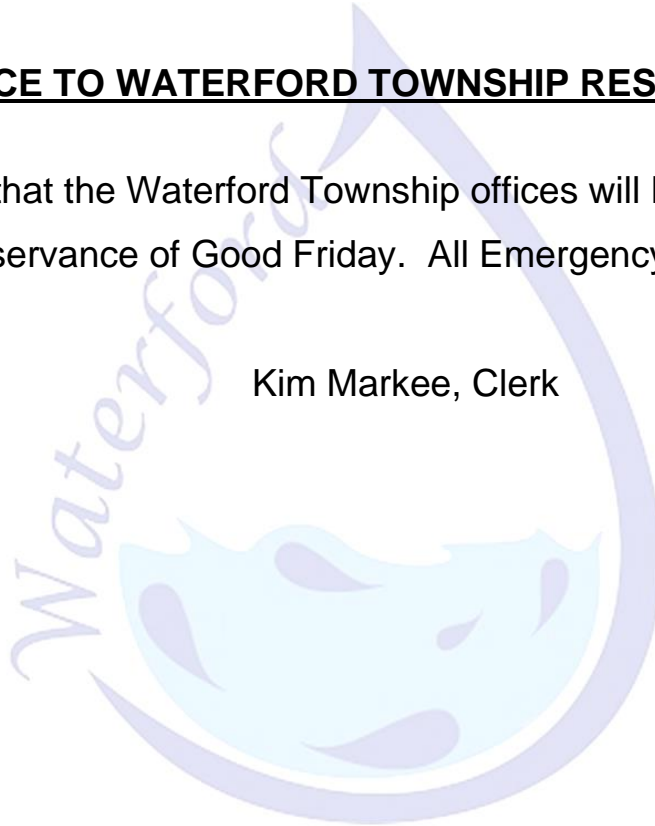 CE TO WATERFORD TOWNSHIP RES
that the Waterford Township offices will
servance of Good Friday.  All Emergency
Kim Markee, Clerk
Waterford